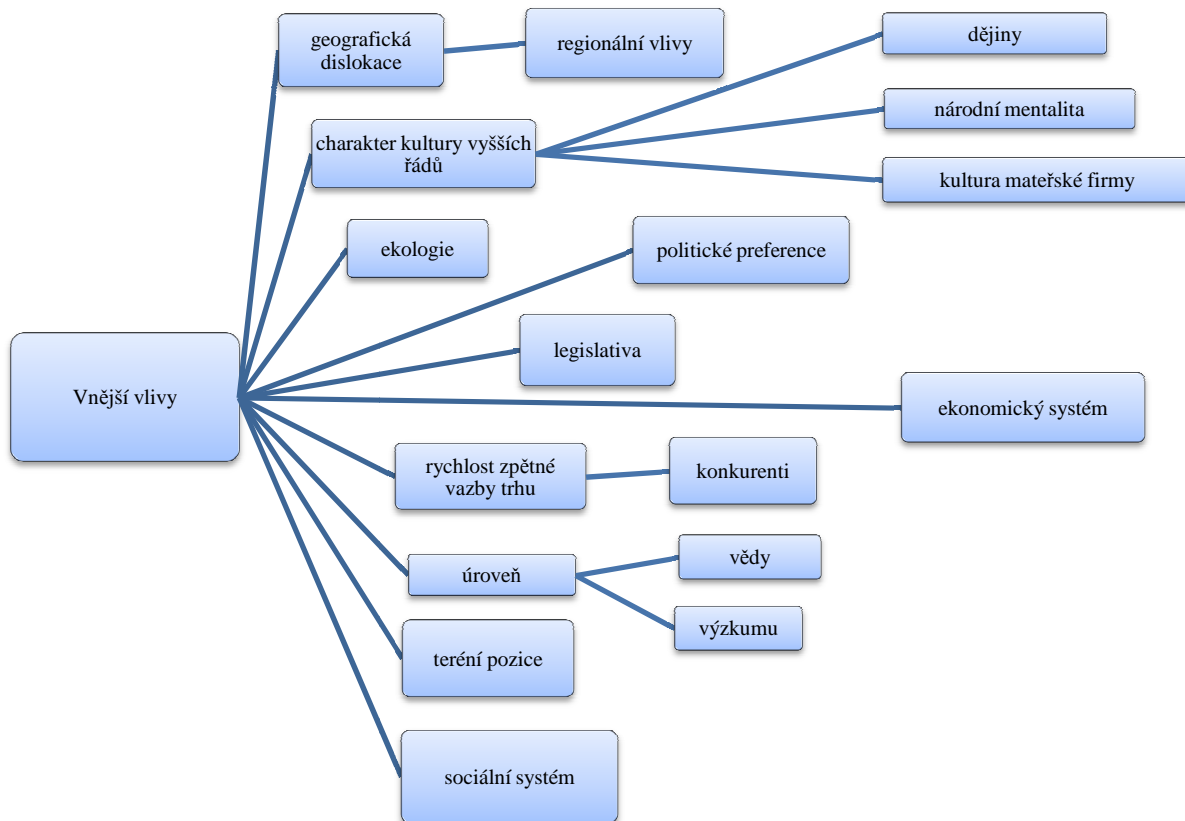 geografická
dislokace
regionální vlivy
dějiny
národní mentalita
charakter kultury vyšších
řádů
kultura mateřské firmy
ekologie
politické preference
legislativa
Vnější vlivy
ekonomický systém
rychlost zpětné
vazby trhu
konkurenti
úroveň
vědy
výzkumu
teréní pozice
sociální systém